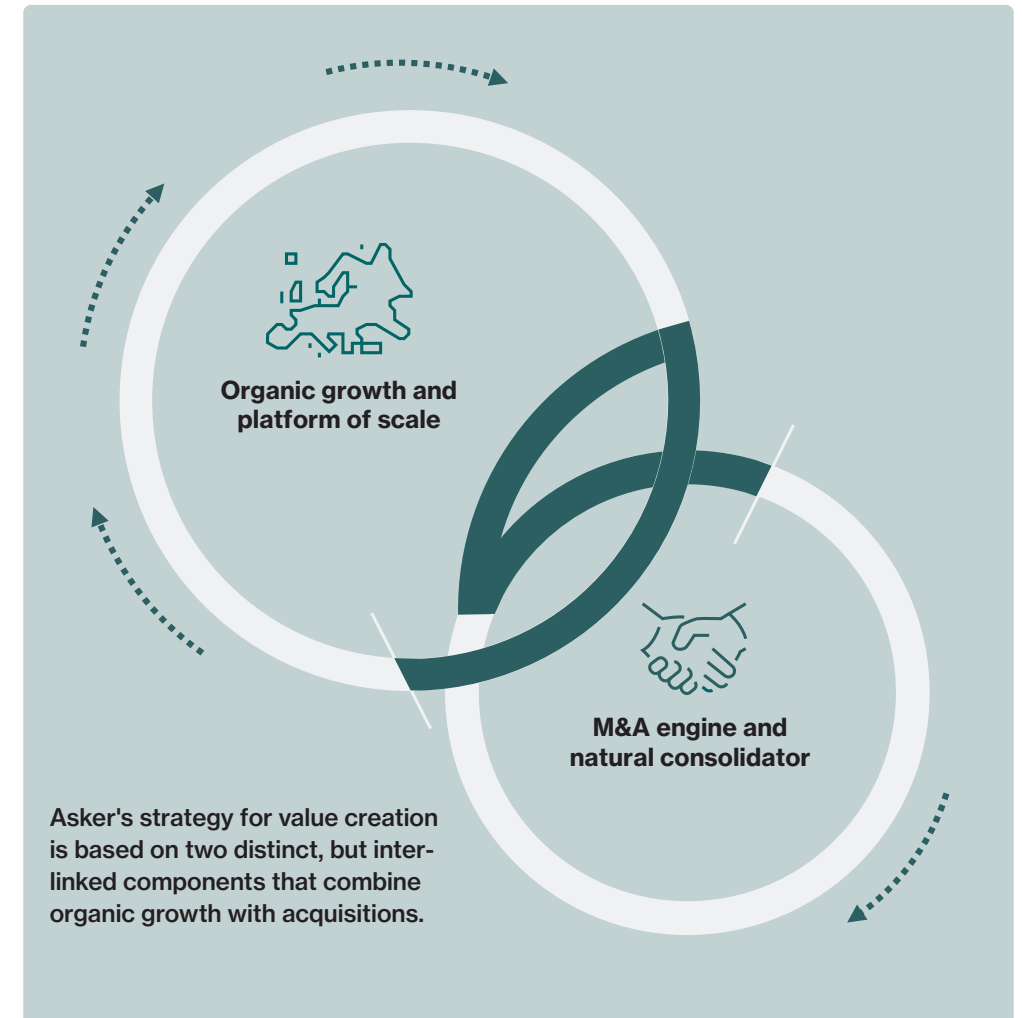 Organic growth and
platform of scale
M&A engine and
natural consolidator
Asker's strategy for value creation
is based on two distinct, but inter-
linked components that combine
organic growth with acquisitions.